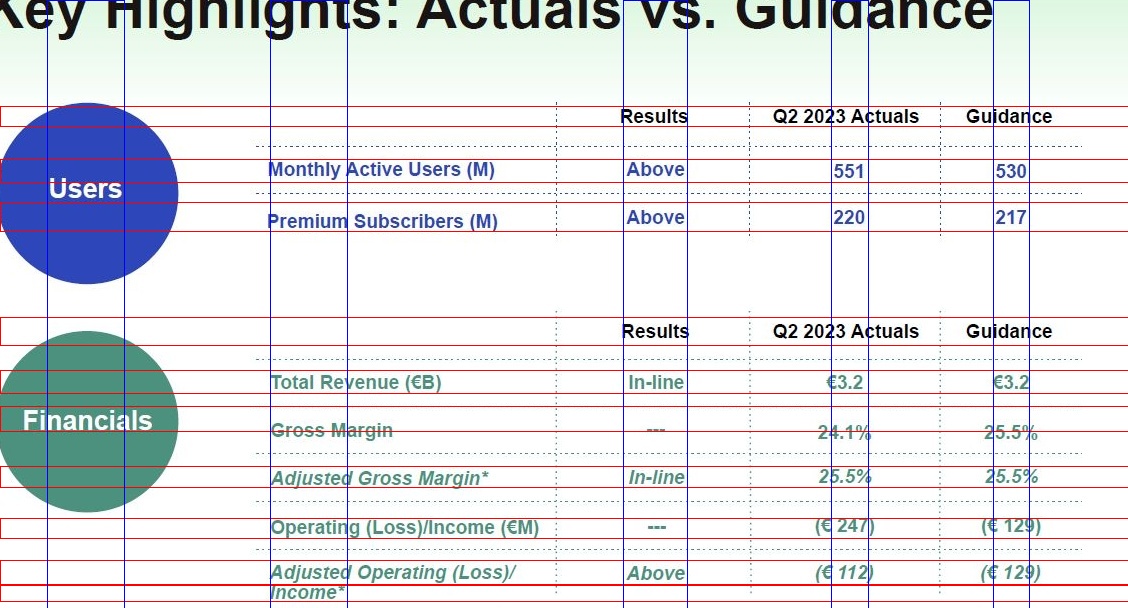 Key Highlights: Actuals vs. Guidance
Results Q2 2023 Actuals Guidance
Monthly Active Users (M) Above 551 530
Users
Premium Subscribers (M) Above 220 217
Results Q2 2023 Actuals Guidance
Total Revenue (€B) In-line €3.2 €3.2
Financials
Gross Margin --- 24.1% 25.5%
Adjusted Gross Margin* In-line 25.5% 25.5%
Operating (Loss)/Income (€M) --- (€ 247) (€ 129)
Adjusted Operating (Loss)/ Above (€ 112) (€ 129)
Income*